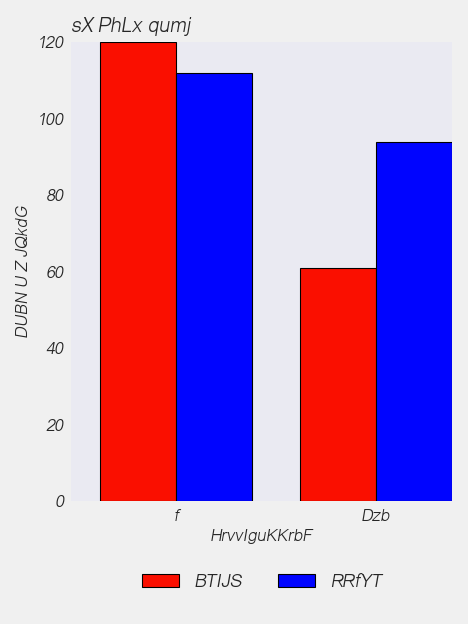 sX PhLx qumj
120
100
80
60
40
20
0
DUBN U Z JQkdG
f
Dzb
HrvvIguKKrbF
BTIJS
RRfYT